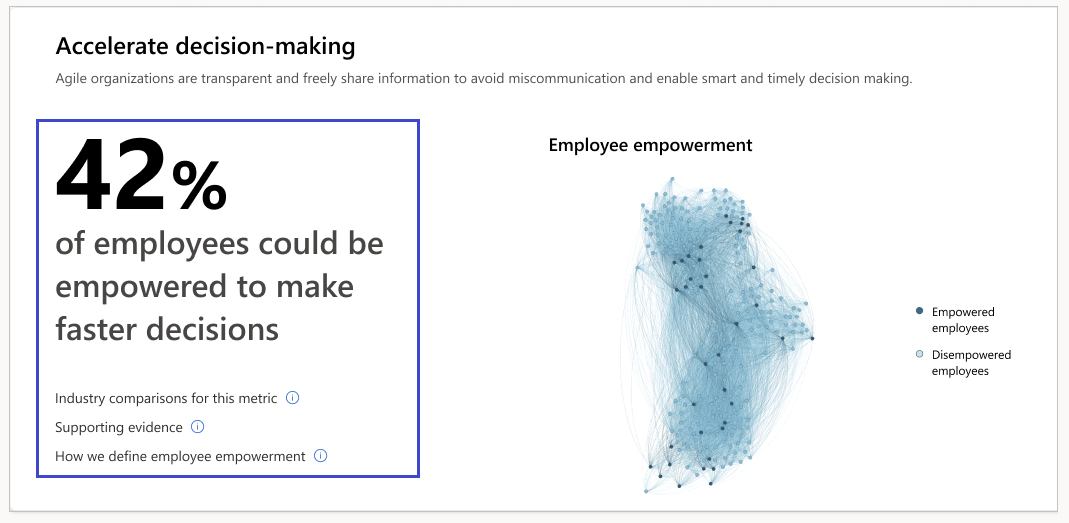 Accelerate decision-making
Agile organizations are transparent and freely share information to avoid miscommunication and enable smart and timely decision making.
42%
of employees could be
empowered to make
faster decisions
Industry comparisons for this metric
Supporting evidence
How we define employee empowerment
Employee empowerment
Empowered
employees
Disempowered
employees